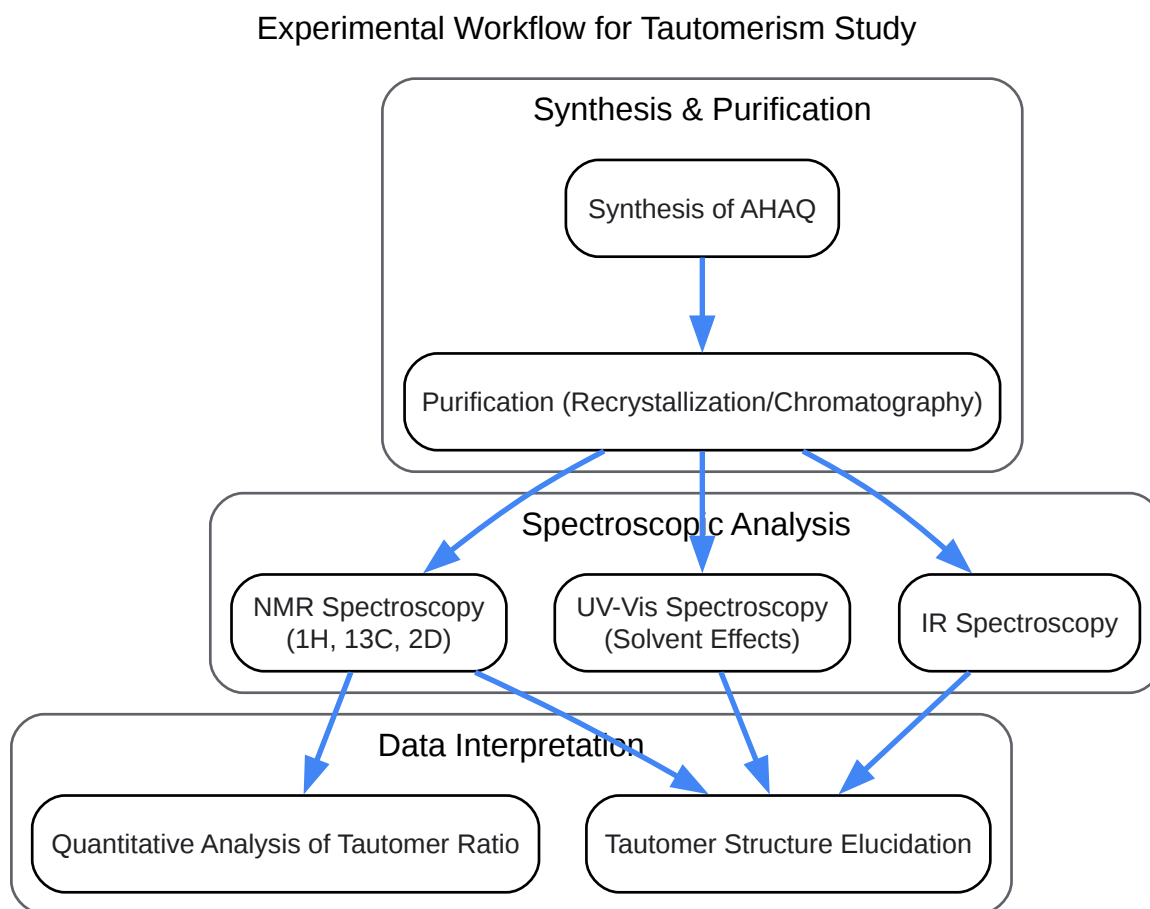 Experimental Workflow for Tautomerism Study
Synthesis & Purification
Synthesis of AHAQ
Purification (Recrystallization/Chromatography)
Spectroscopic Analysis
NMR Spectroscopy
(1H, 13C, 2D)
UV-Vis Spectroscopy
(Solvent Effects)
IR Spectroscopy
Data Interpretation
Quantitative Analysis of Tautomer Ratio
Tautomer Structure Elucidation